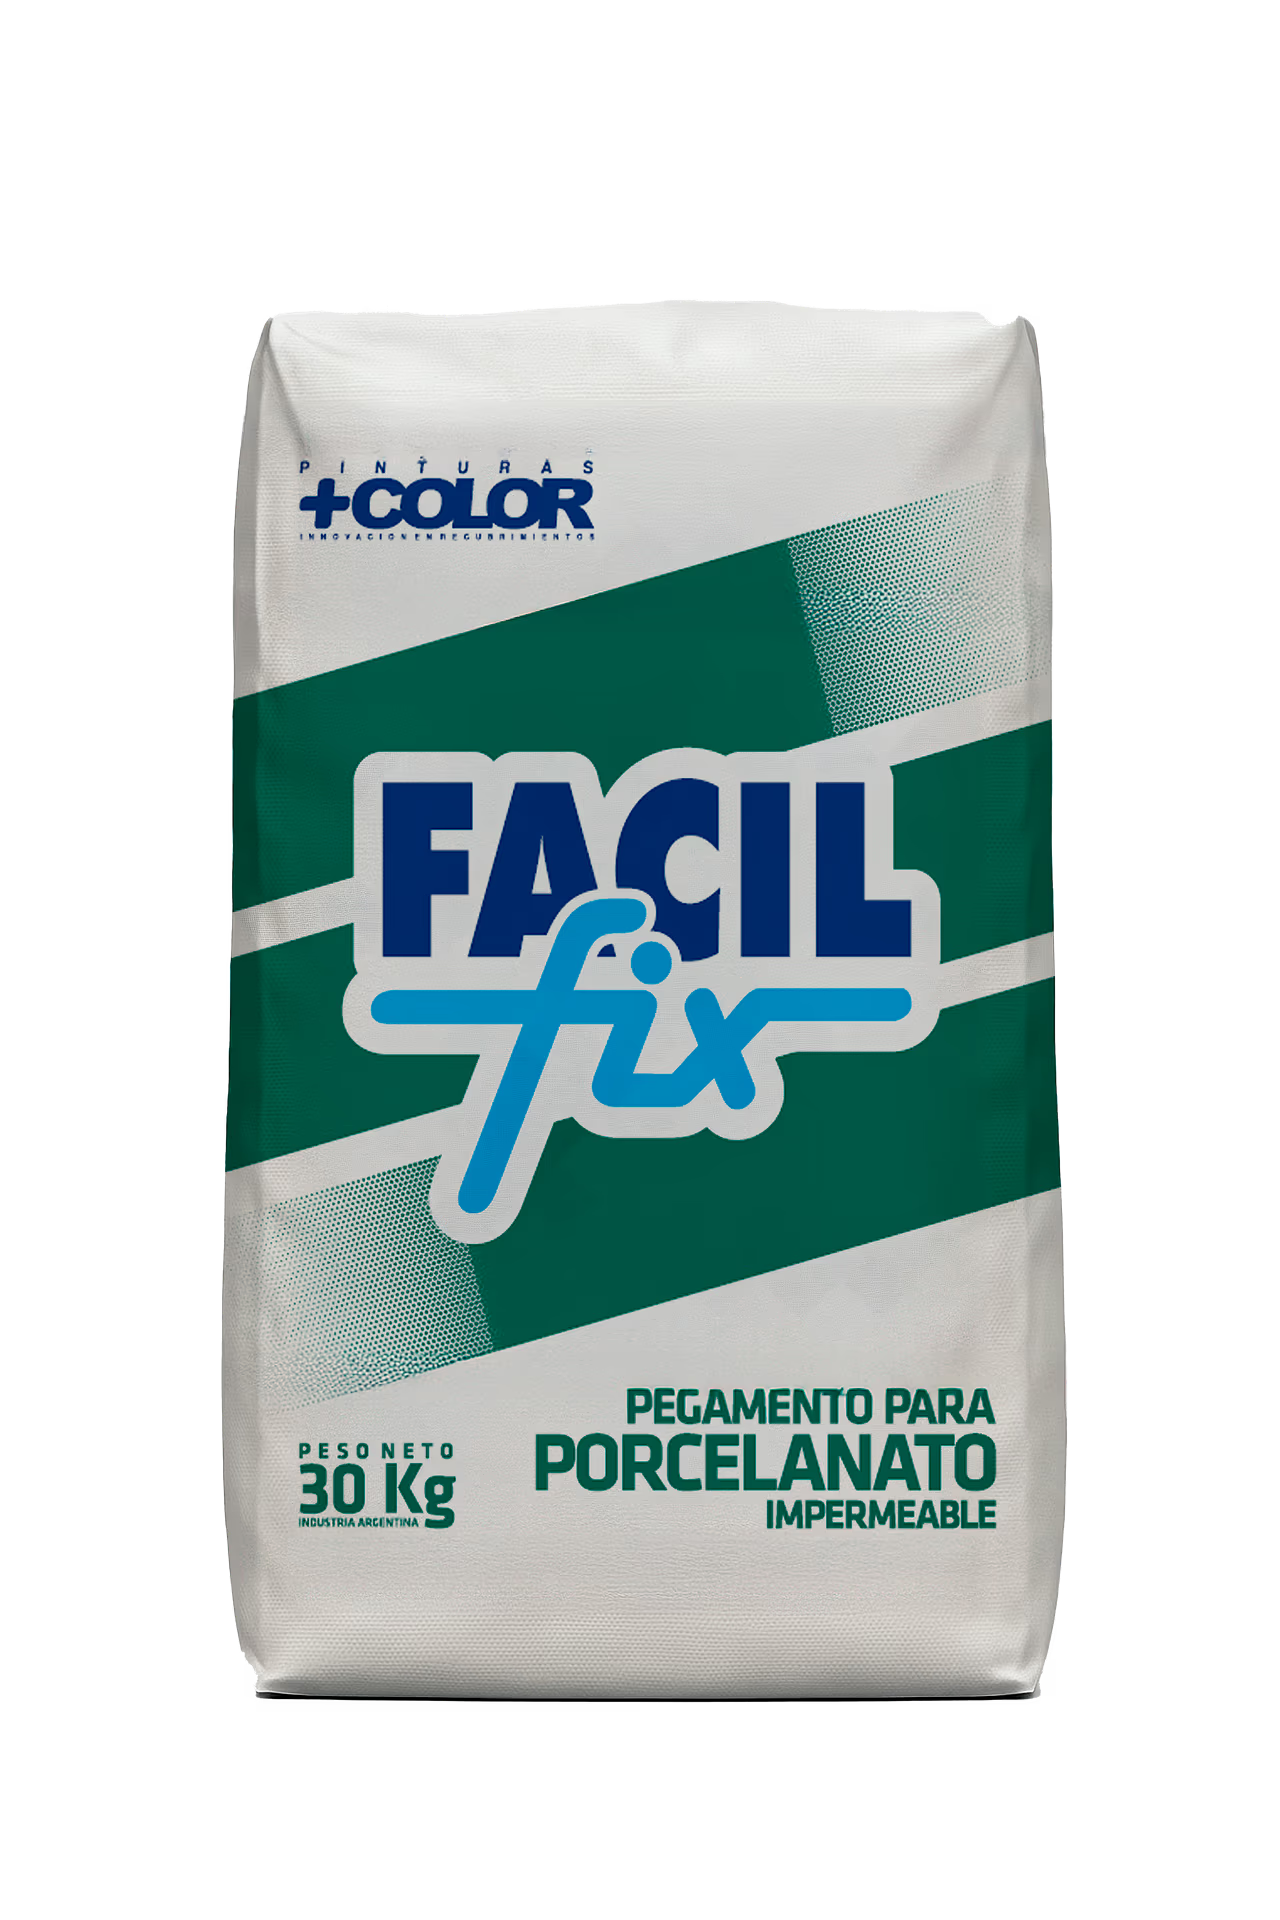 PINTURAS
+COLOR
INNOVACION EN RECUBRIMIENTOS
FACIL
fix
PEGAMENTO PARA
PORCELANATO
IMPERMEABLE
PESO NETO
30 Kg
INDUSTRIA ARGENTINA